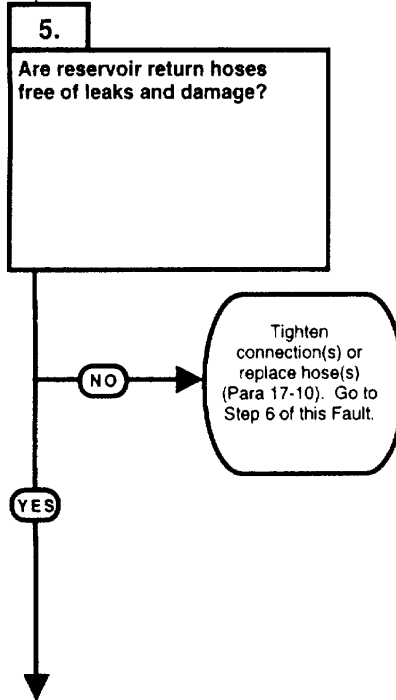 5.
Are reservoir return hoses
free of leaks and damage?
Tighten
connection(s) or
replace hose(s)
(Para 17-10). Go to
Step 6 of this Fault.
NO
YES